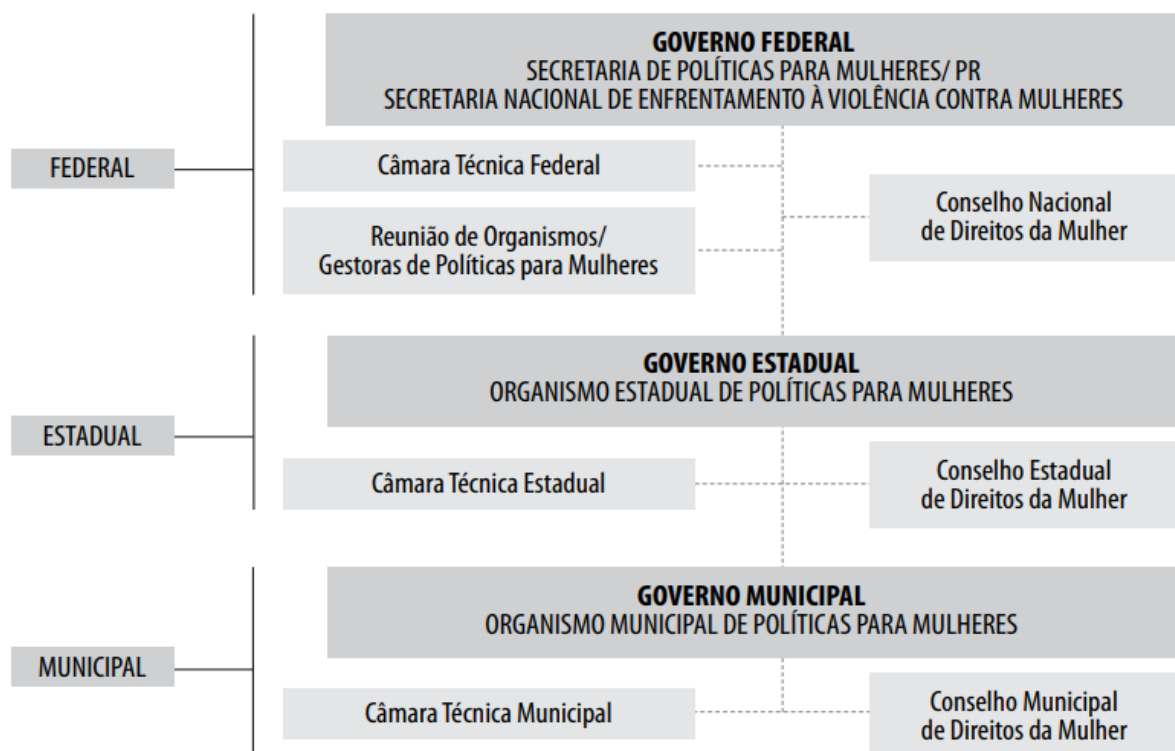 GOVERNO FEDERAL
SECRETARIA DE POLÍTICAS PARA MULHERES/ PR
SECRETARIA NACIONAL DE ENFRENTAMENTO À VIOLÊNCIA CONTRA MULHERES
FEDERAL
Câmara Técnica Federal
Conselho Nacional
de Direitos da Mulher
Reunião de Organismos/
Gestoras de Políticas para Mulheres
GOVERNO ESTADUAL
ORGANISMO ESTADUAL DE POLÍTICAS PARA MULHERES
ESTADUAL
Câmara Técnica Estadual
Conselho Estadual
de Direitos da Mulher
GOVERNO MUNICIPAL
ORGANISMO MUNICIPAL DE POLÍTICAS PARA MULHERES
MUNICIPAL
Câmara Técnica Municipal
Conselho Municipal
de Direitos da Mulher